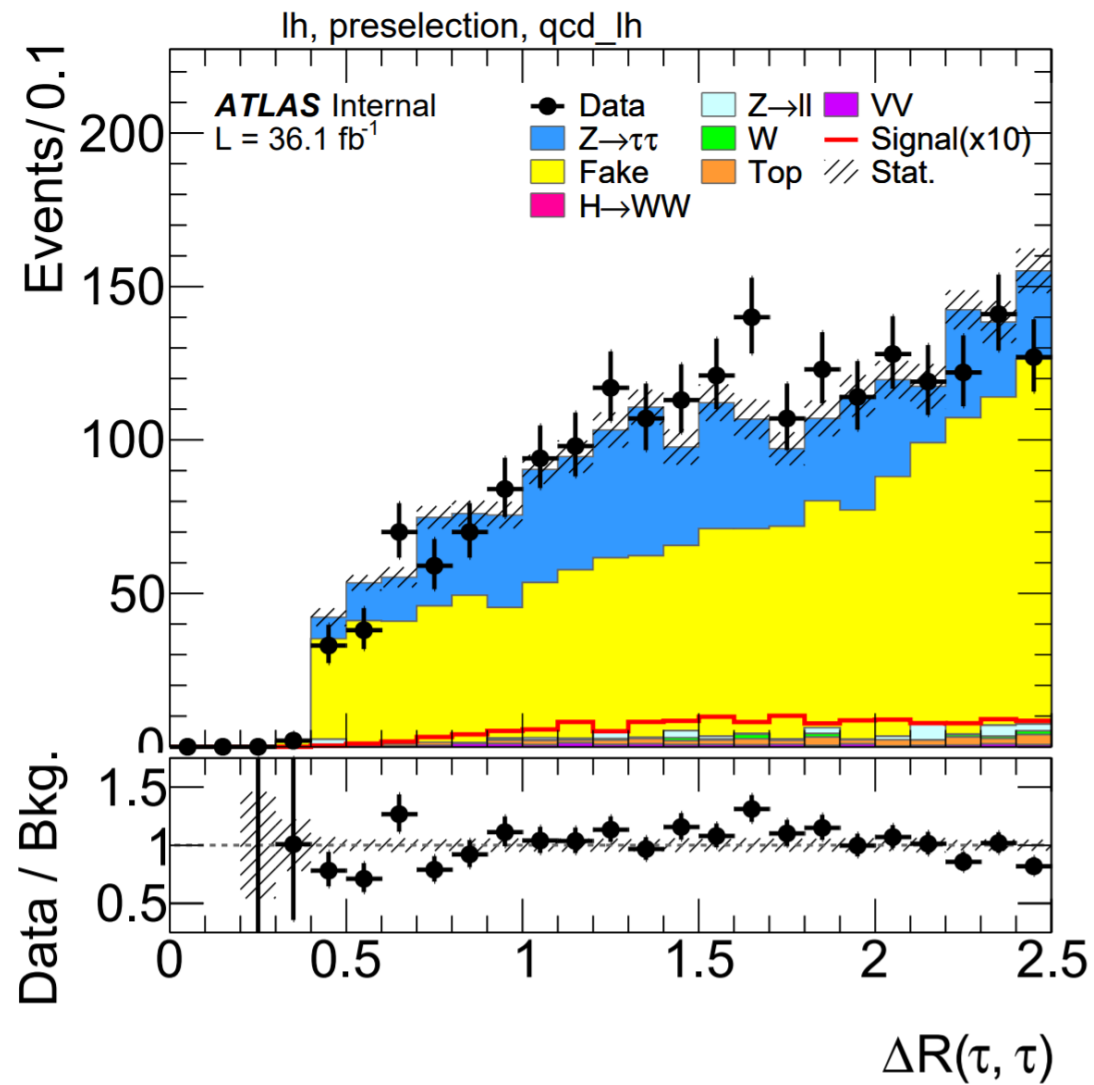 lh, preselection, qcd_lh
Events/0.1
ATLAS Internal
L = 36.1 fb-1
Data
Z→ττ
Fake
H→WW
Z→ll
W
Top
VV
Signal(x10)
Stat.
200
150
100
50
0
Data / Bkg.
1.5
1
0.5
0
0.5
1
1.5
2
2.5
ΔR(τ, τ)